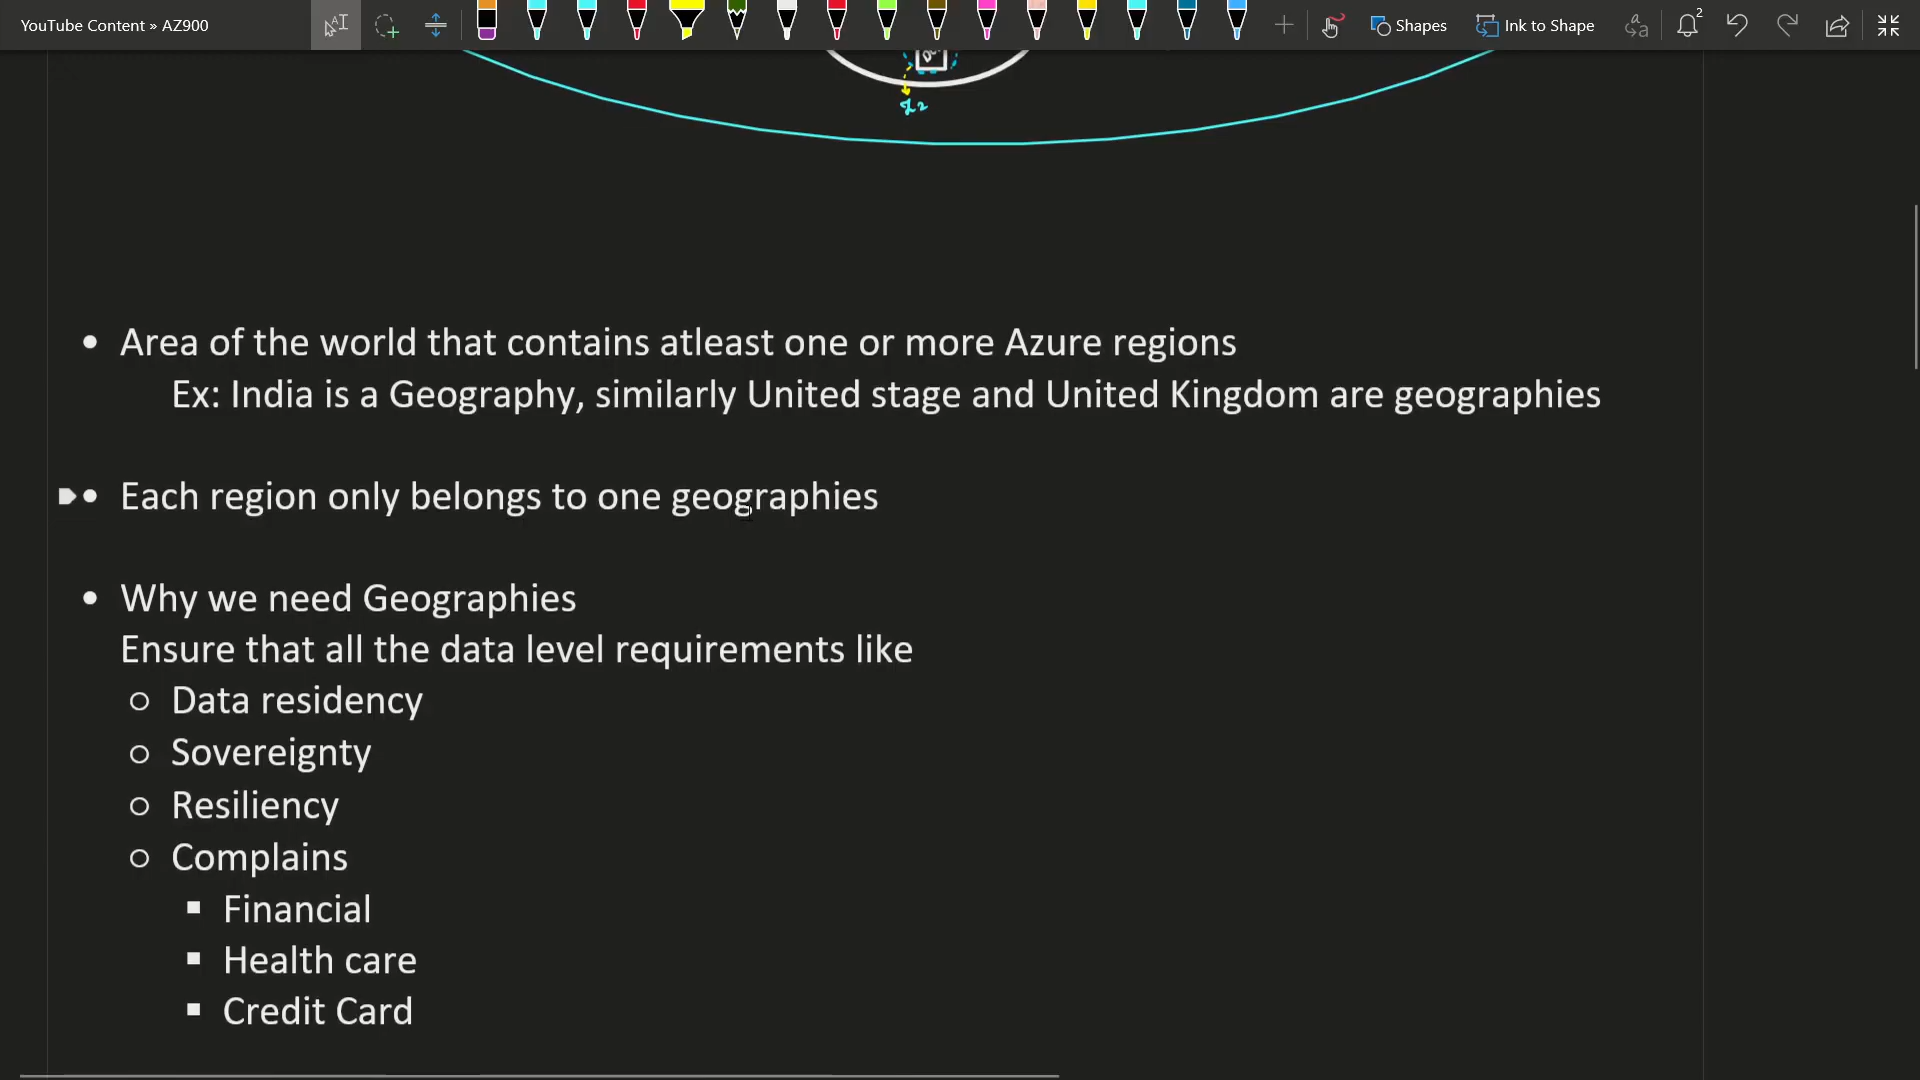 YouTube Content » AZ900
Shapes
Ink to Shape
2
• Area of the world that contains atleast one or more Azure regions
Ex: India is a Geography, similarly United stage and United Kingdom are geographies
• Each region only belongs to one geographies
• Why we need Geographies
Ensure that all the data level requirements like
○ Data residency
○ Sovereignty
○ Resiliency
○ Complains
▪ Financial
▪ Health care
▪ Credit Card